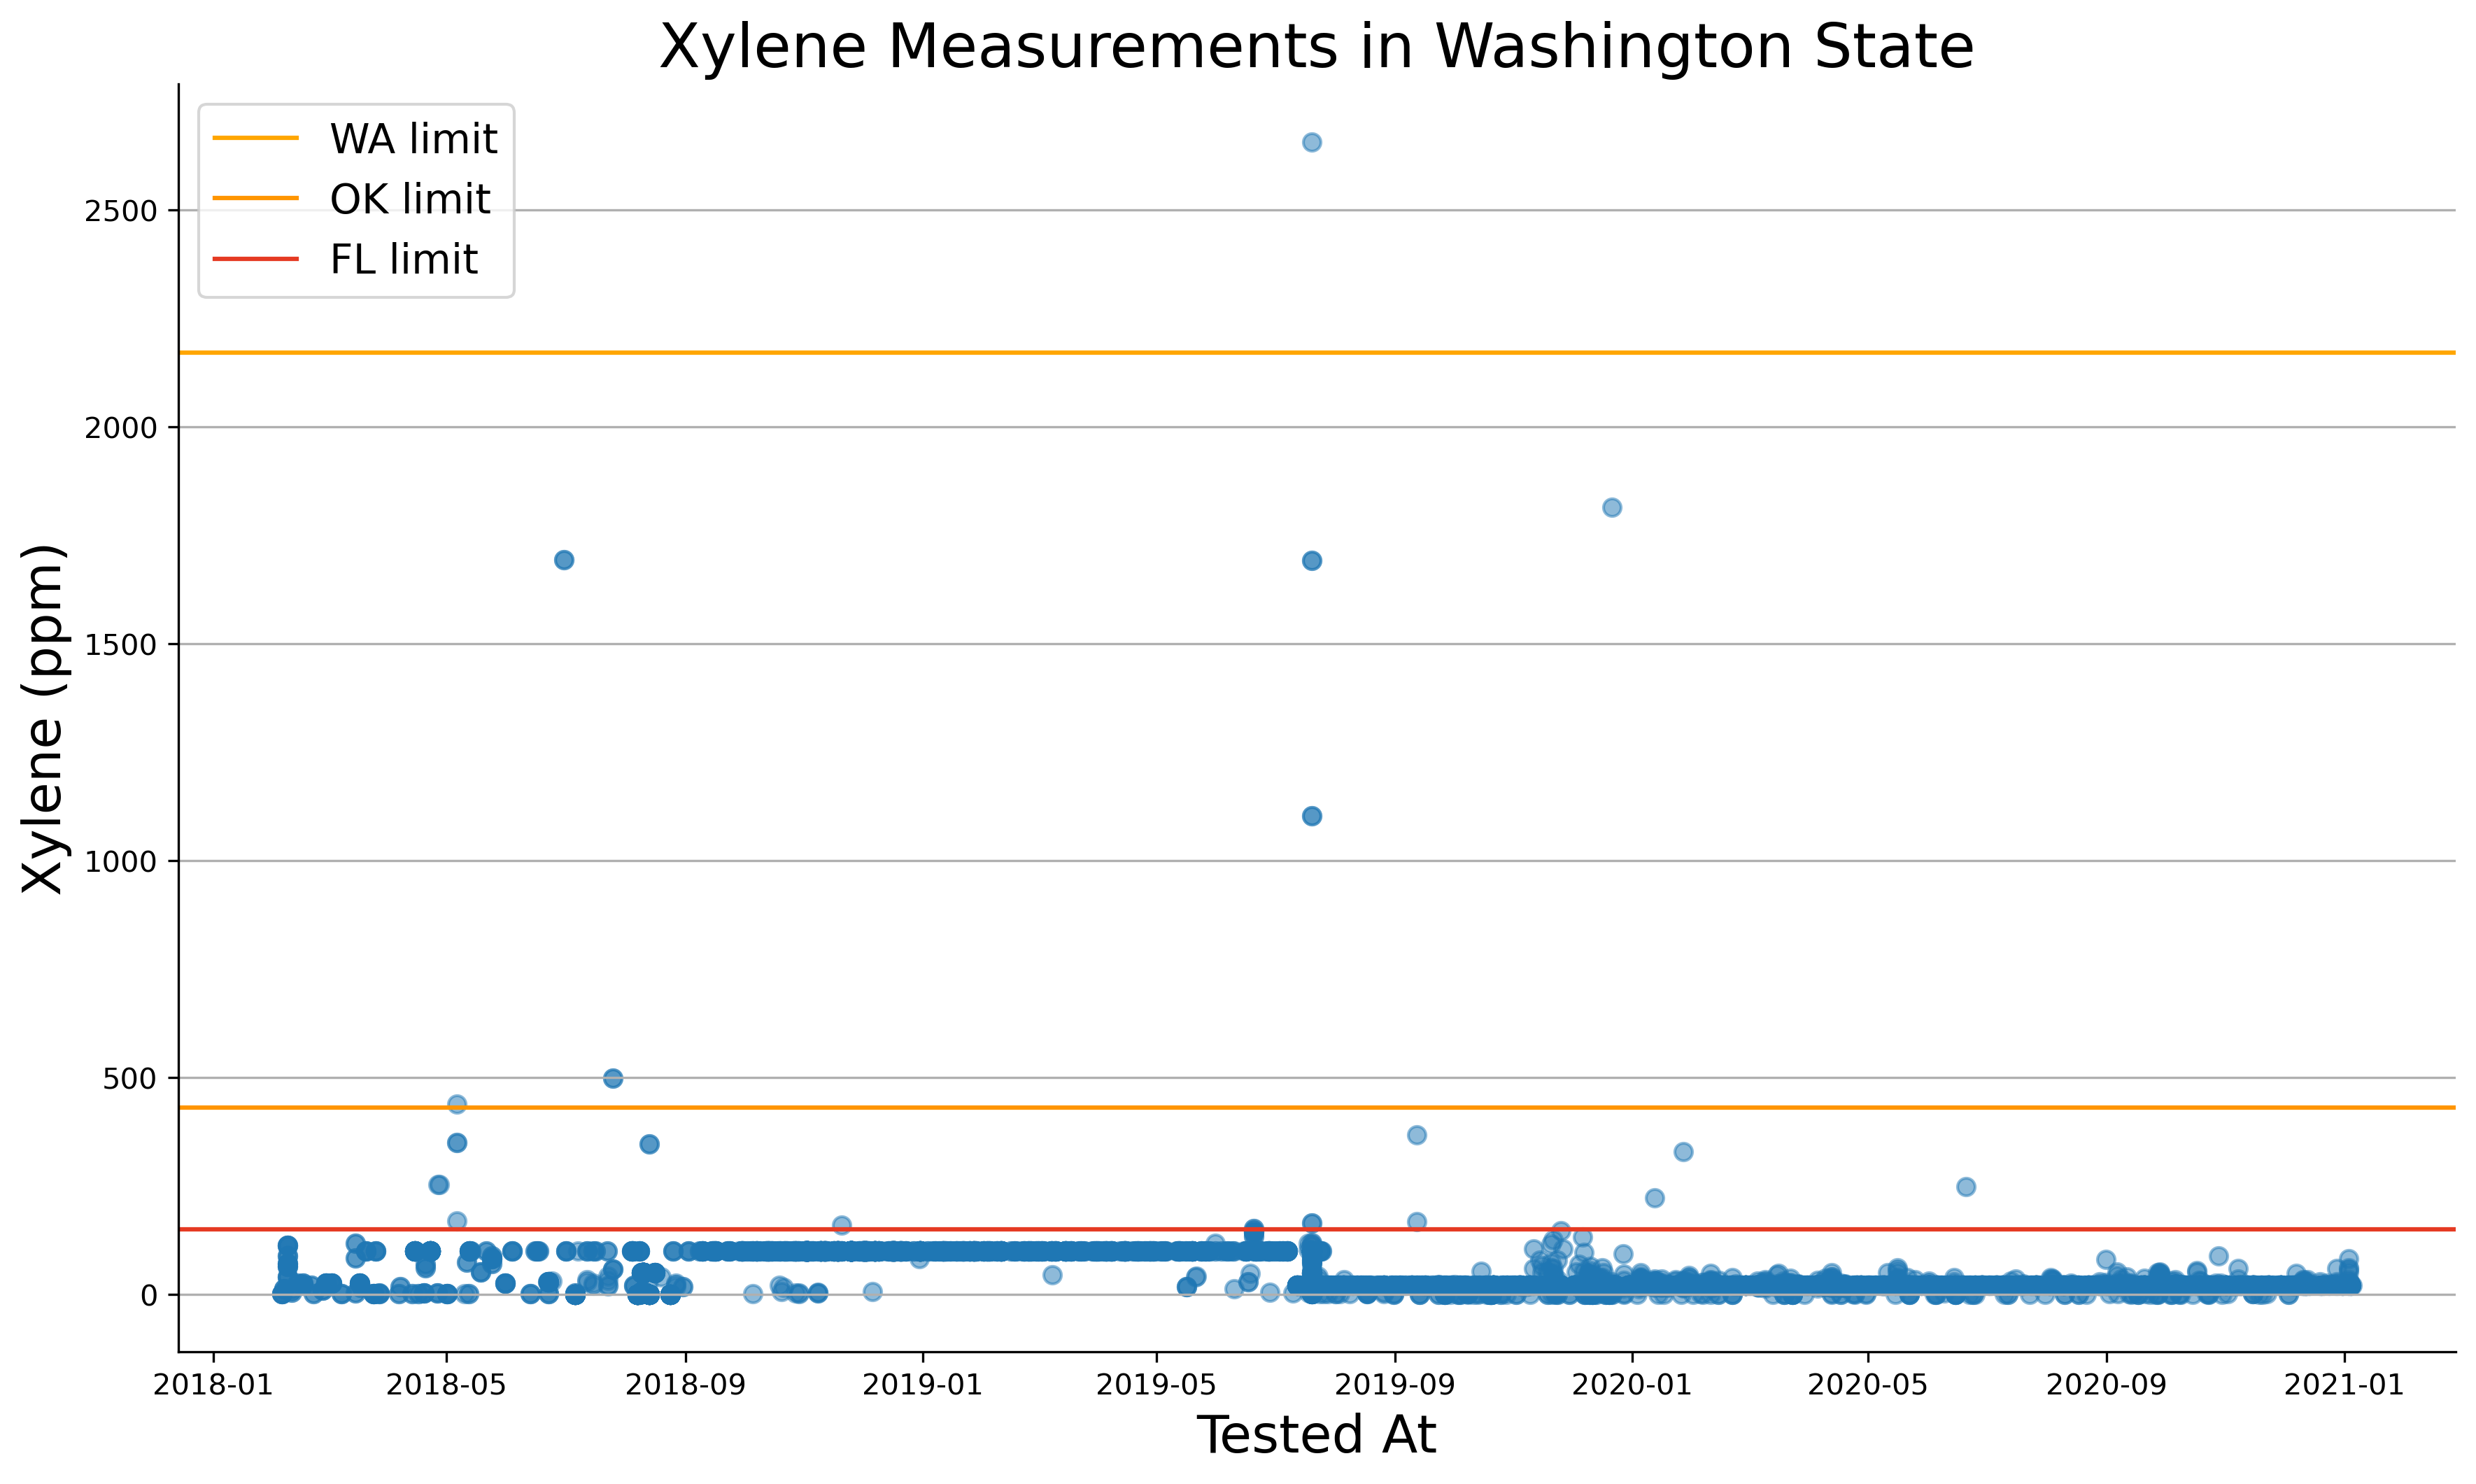 Xylene Measurements in Washington State
WA limit
OK limit
FL limit
Xylene (ppm)
2500
2000
1500
1000
500
0
2018-01 2018-05 2018-09 2019-01 2019-05 2019-09 2020-01 2020-05 2020-09 2021-01
Tested At